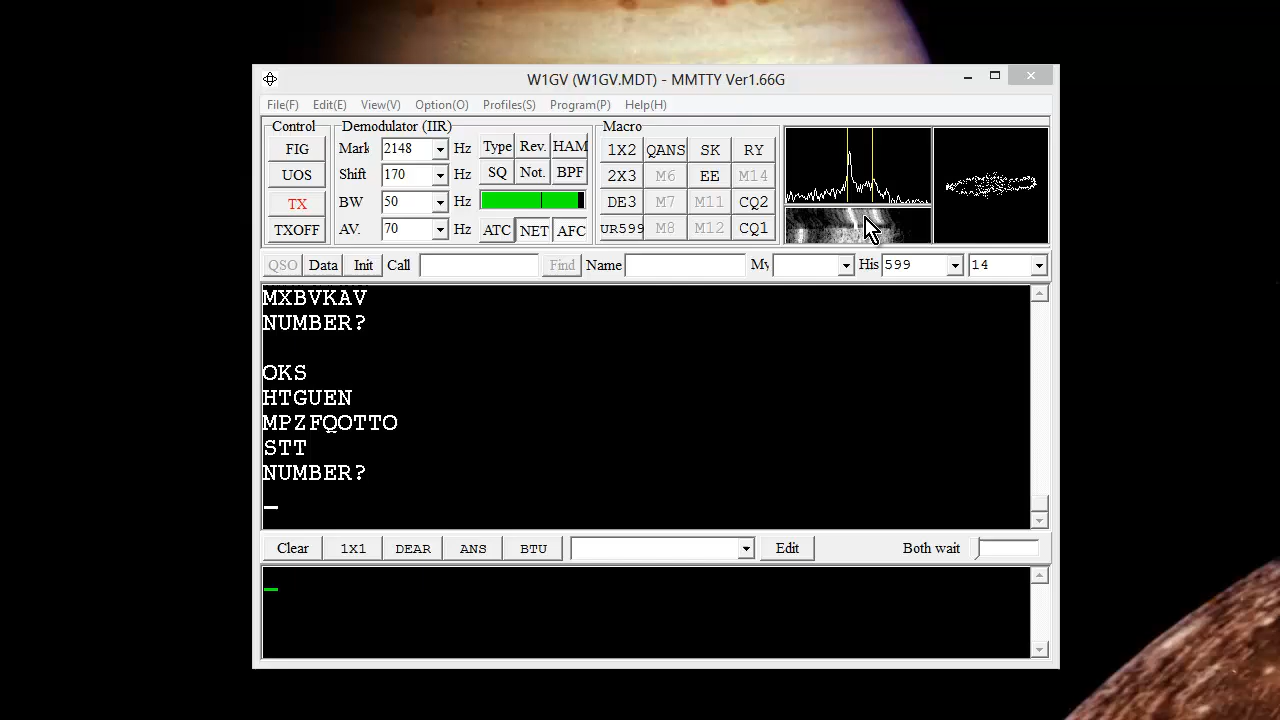 W1GV (W1GV.MDT) - MMTTY Ver1.66G
File(F) Edit(E) View(V) Option(O) Profiles(S) Program(P) Help(H)
Control
FIG
UOS
TX
TXOFF
Demodulator (IIR)
Mark 2148 Hz
Shift 170 Hz
BW 50 Hz
AV. 70 Hz
Type Rev. HAM
SQ Not. BPF
ATC NET AFC
Macro
1X2 QANS SK RY
2X3 M6 EE M14
DE3 M7 M11 CQ2
UR599 M8 M12 CQ1
QSO Data Init Call Find Name My His 599 14
MXBVKAV
NUMBER?
OKS
HTGUEN
MPZFQOTTO
STT
NUMBER?
Clear 1X1 DEAR ANS BTU Edit Both wait